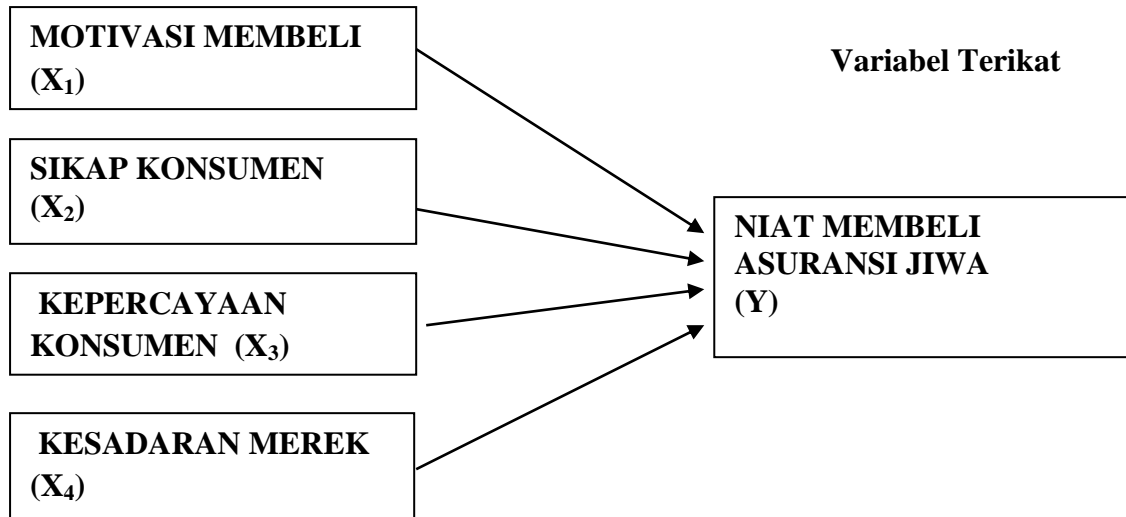 MOTIVASI MEMBELI
(X₁)
Variabel Terikat
SIKAP KONSUMEN
(X₂)
NIAT MEMBELI
ASURANSI JIWA
(Y)
KEPERCAYAAN
KONSUMEN (X₃)
KESADARAN MEREK
(X₄)